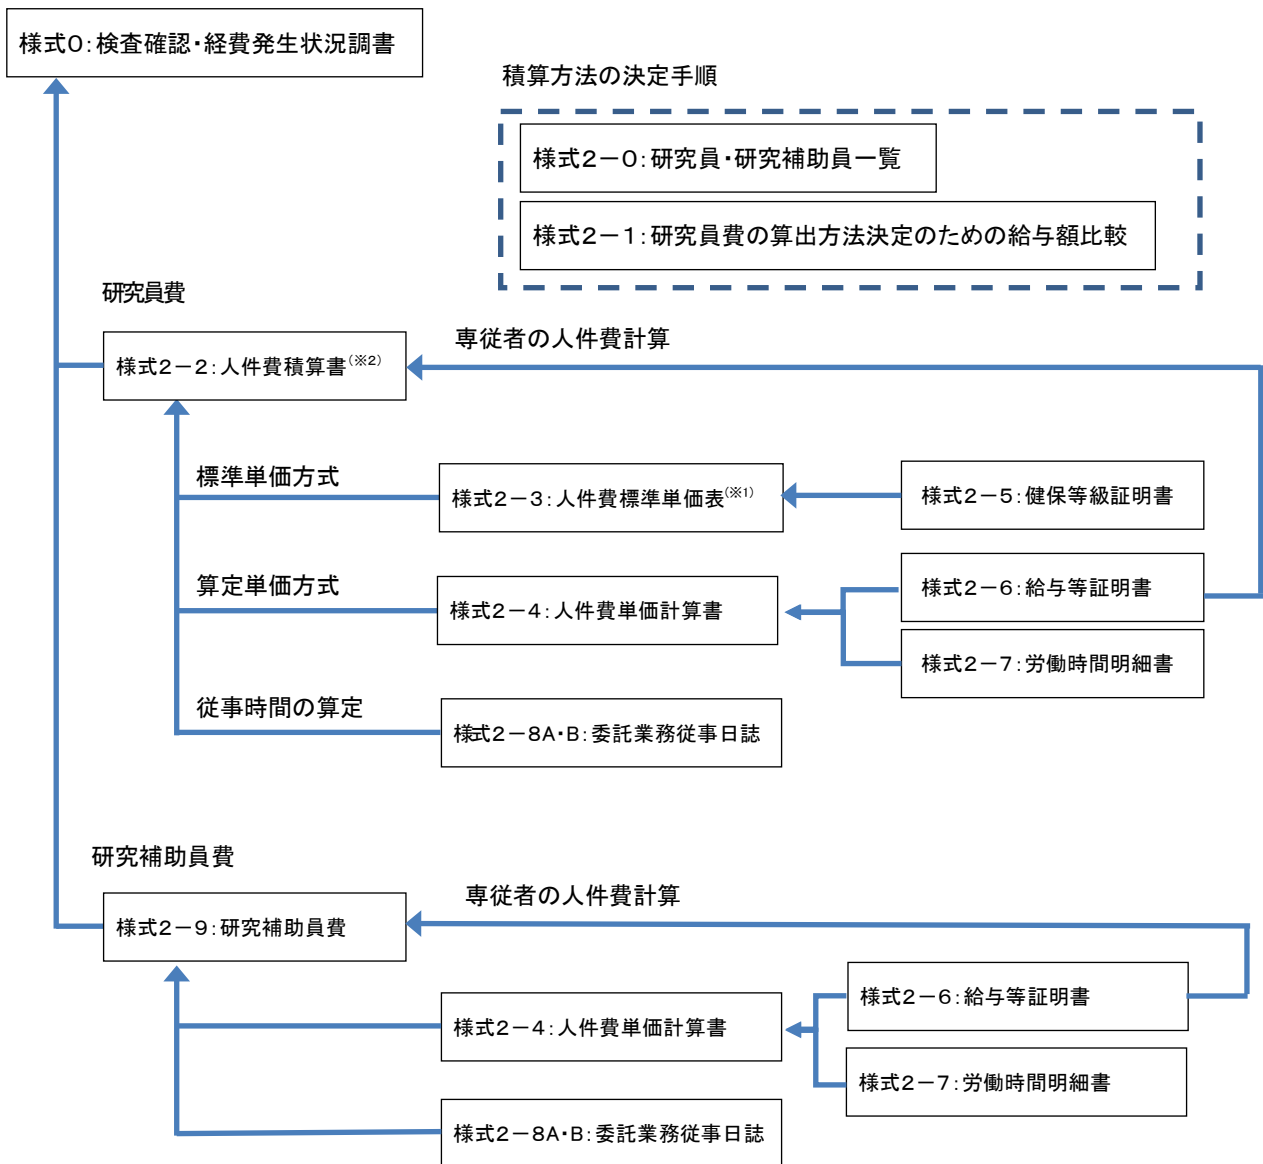 様式0：検査確認・経費発生状況調書
積算方法の決定手順
様式2－0：研究員・研究補助員一覧
様式2－1：研究員費の算出方法決定のための給与額比較
研究員費
専従者の人件費計算
様式2－2：人件費積算書(※2)
標準単価方式
様式2－3：人件費標準単価表(※1)
様式2－5：健保等級証明書
算定単価方式
様式2－4：人件費単価計算書
様式2－6：給与等証明書
様式2－7：労働時間明細書
従事時間の算定
様式2－8A・B：委託業務従事日誌
研究補助員費
専従者の人件費計算
様式2－9：研究補助員費
様式2－4：人件費単価計算書
様式2－6：給与等証明書
様式2－7：労働時間明細書
様式2－8A・B：委託業務従事日誌